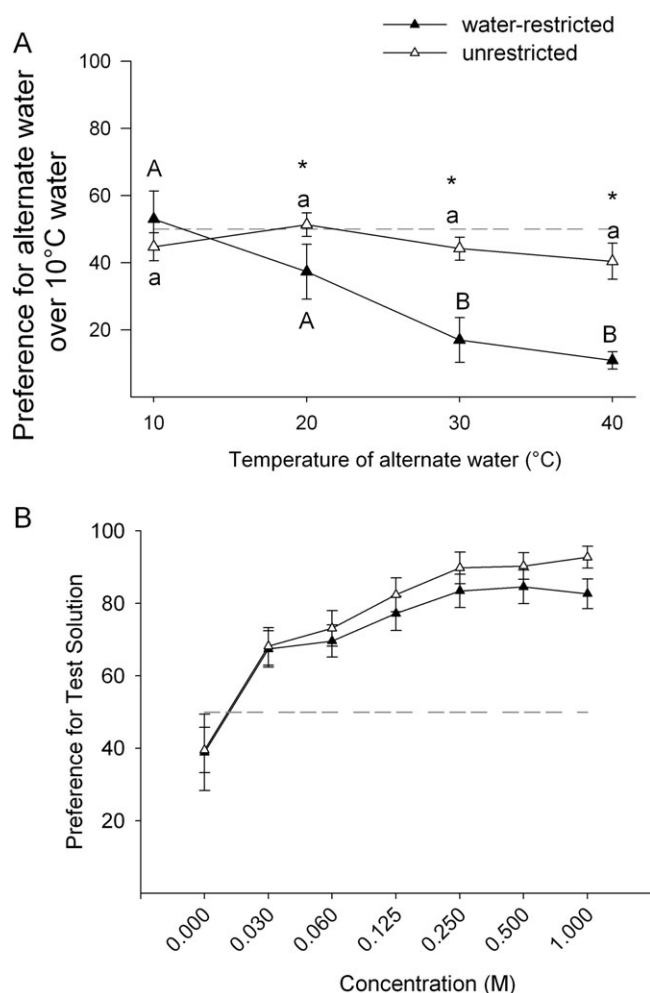 A
water-restricted
unrestricted
Preference for alternate water
over 10°C water
100
80
60
40
20
A
*
*
*
a
a
a
a
A
B
B
10
20
30
40
Temperature of alternate water (°C)
B
Preference for Test Solution
100
80
60
40
20
0.000
0.030
0.060
0.125
0.250
0.500
1.000
Concentration (M)